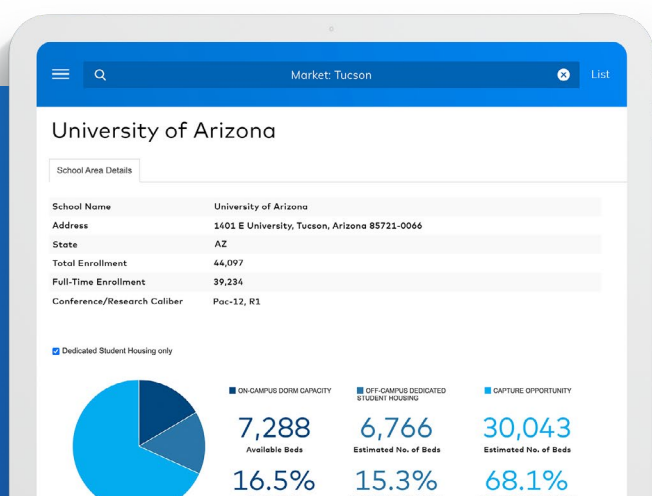 Market: Tucson
List
University of Arizona
School Area Details
School Name University of Arizona
Address 1401 E University, Tucson, Arizona 85721-0066
State AZ
Total Enrollment 44,097
Full-Time Enrollment 39,234
Conference/Research Caliber Pac-12, R1
Dedicated Student Housing only
ON-CAMPUS DORM CAPACITY
7,288
Available Beds
16.5%
OFF-CAMPUS DEDICATED
STUDENT HOUSING
6,766
Estimated No. of Beds
15.3%
CAPTURE OPPORTUNITY
30,043
Estimated No. of Beds
68.1%